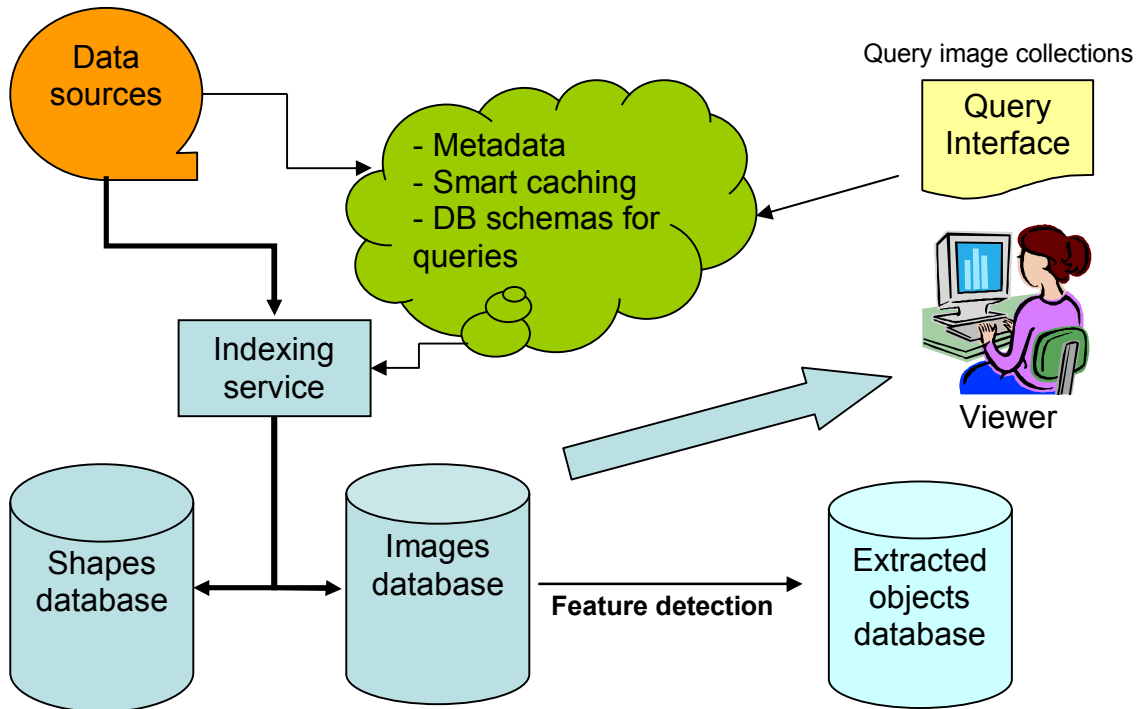 Data
sources
Query image collections
Query
Interface
- Metadata
- Smart caching
- DB schemas for
queries
Indexing
service
Viewer
Shapes
database
Images
database
Feature detection
Extracted
objects
database